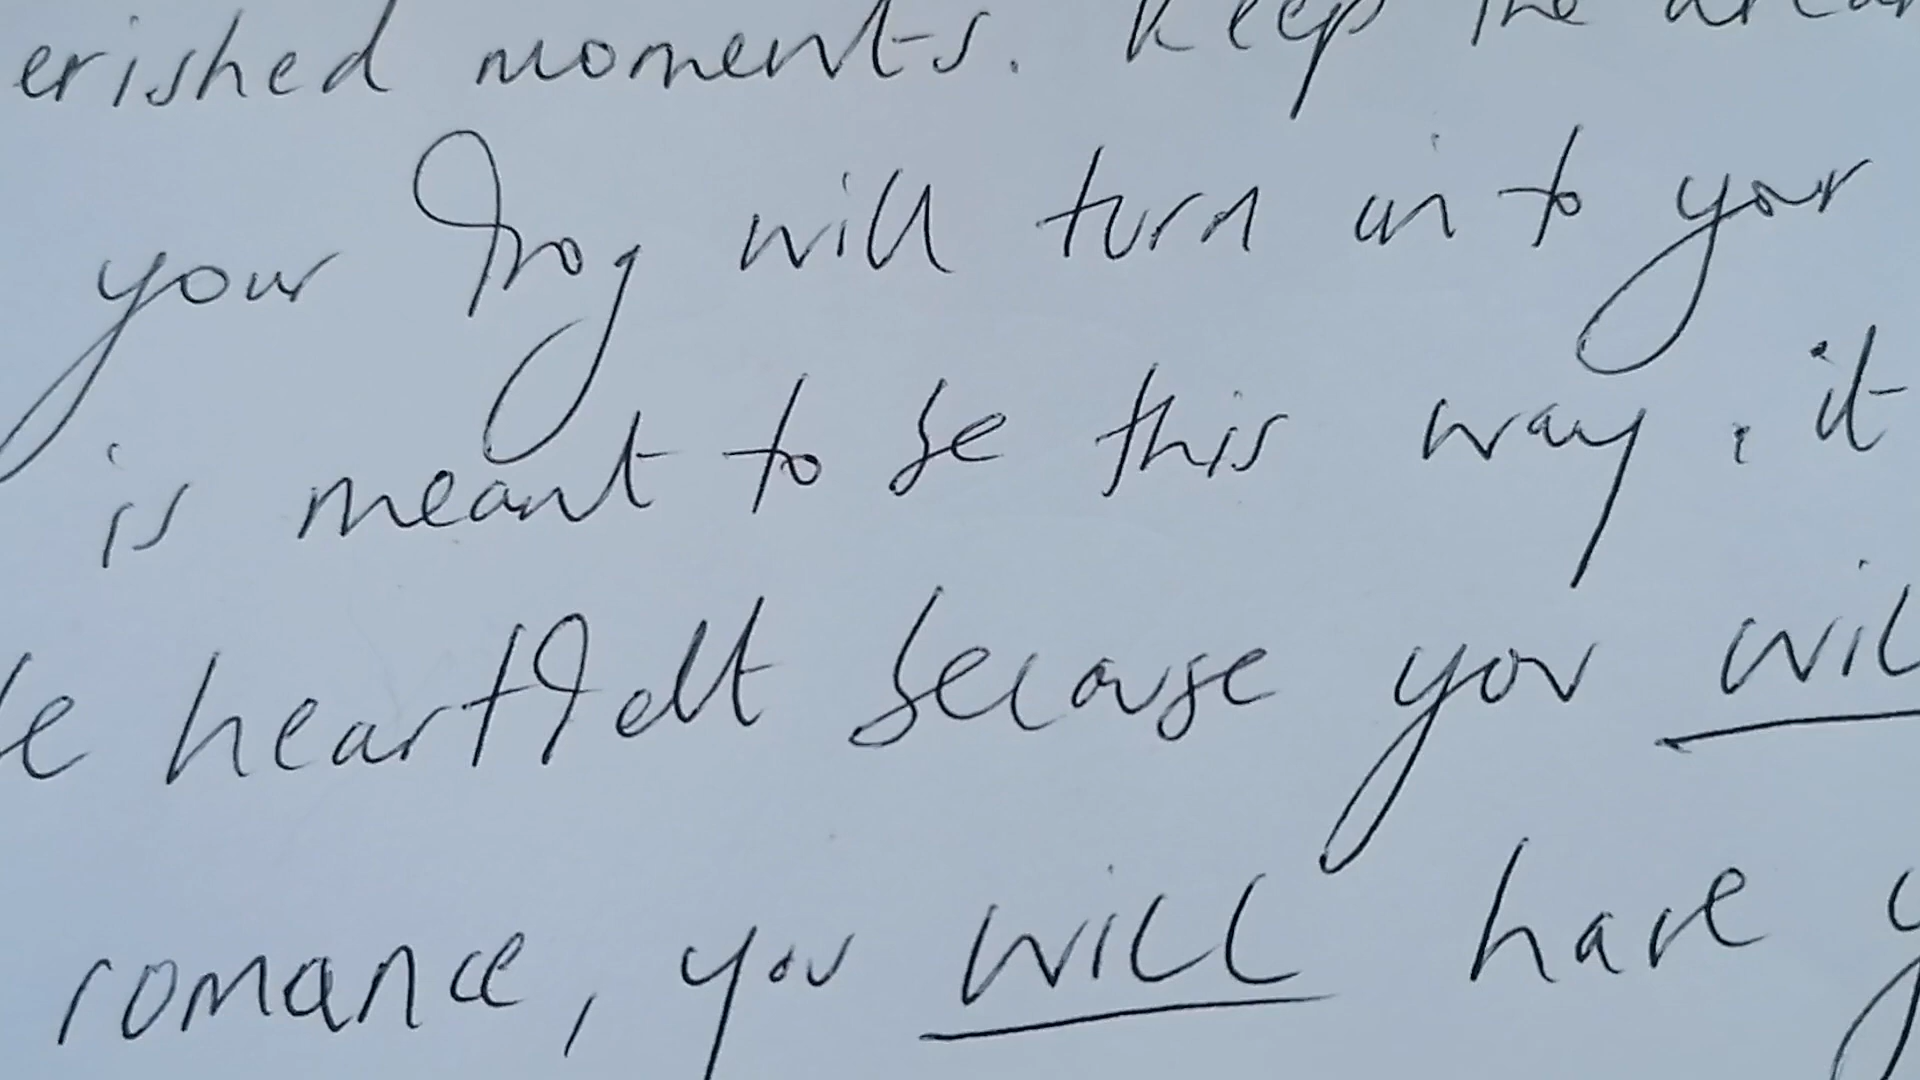 erished moments. Keep the
your frog will turn in to your
is meant to be this way, it
heartfelt because you will
romance, you will have